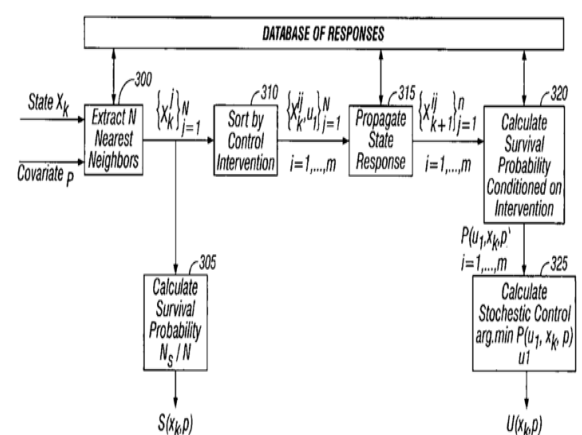 DATABASE OF RESPONSES
300
State X_k
Covariate p
Extract N
Nearest
Neighbors
{X_k^j}_{j=1}^N
310
Sort by
Control
Intervention
{X_k^{ij}, u_1}_{j=1}^N
i=1,...,m
315
Propagate
State
Response
{X_{k+1}^{ij}}_{j=1}^n
i=1,...,m
320
Calculate
Survival
Probability
Conditioned on
Intervention
P(u_1,x_k,p)
i=1,...,m
305
Calculate
Survival
Probability
N_s / N
S(x_k,p)
325
Calculate
Stochestic Control
arg.min P(u_1, x_k, p)
u1
U(x_k,p)